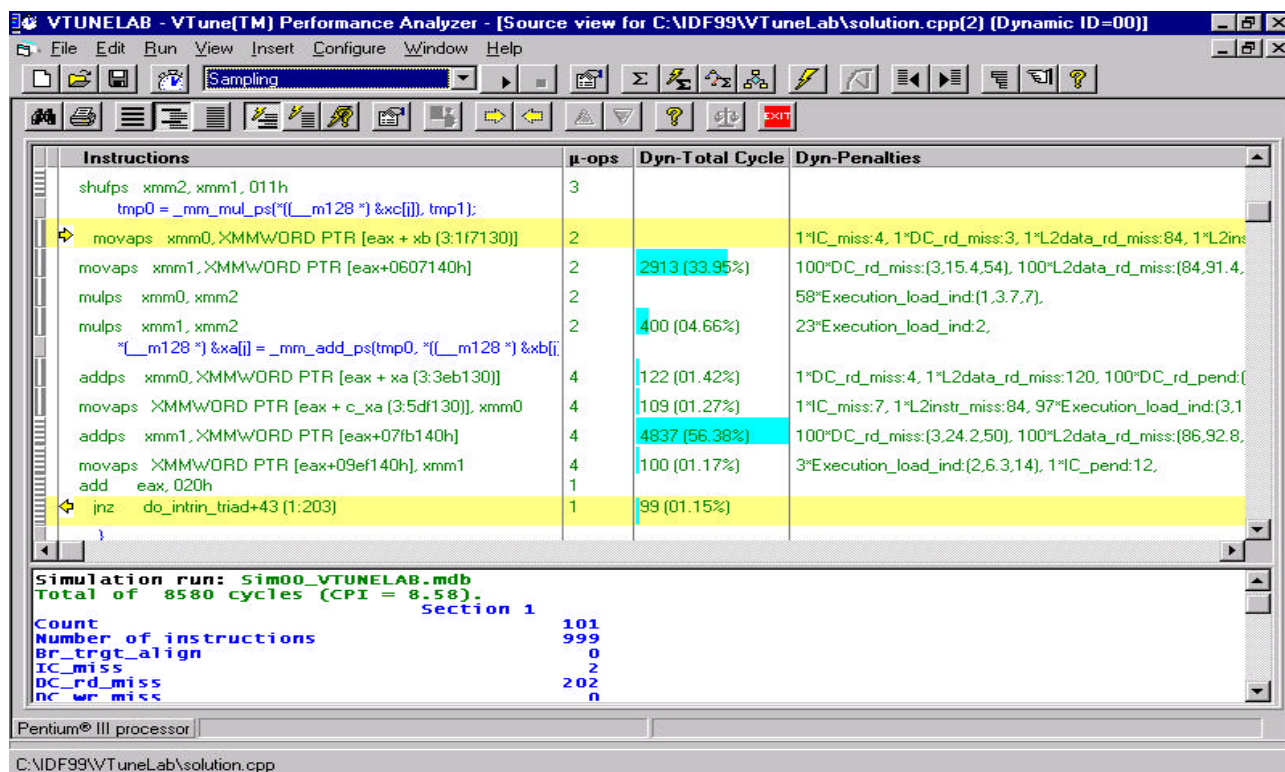 VTUNELAB - VTune(TM) Performance Analyzer - [Source view for C:\IDF99\VTuneLab\solution.cpp(2) (Dynamic ID=00)]
File Edit Run View Insert Configure Window Help
Sampling
EXIT
Instructions µ-ops Dyn-Total Cycle Dyn-Penalties
shufps xmm2, xmm1, 011h 3
tmp0 = _mm_mul_ps(*((__m128 *) &xc[j]), tmp1);
movaps xmm0, XMMWORD PTR [eax + xb (3:1f7130)] 2 1*IC_miss:4, 1*DC_rd_miss:3, 1*L2data_rd_miss:84, 1*L2ins
movaps xmm1, XMMWORD PTR [eax+0607140h] 2 2913 (33.95%) 100*DC_rd_miss:(3,15.4,54), 100*L2data_rd_miss:(84,91.4,
mulps xmm0, xmm2 2 58*Execution_load_ind:(1,3.7,7),
mulps xmm1, xmm2 2 400 (04.66%) 23*Execution_load_ind:2,
*(__m128 *) &xa[j] = _mm_add_ps(tmp0, *((__m128 *) &xb[j]
addps xmm0, XMMWORD PTR [eax + xa (3:3eb130)] 4 122 (01.42%) 1*DC_rd_miss:4, 1*L2data_rd_miss:120, 100*DC_rd_pend:(
movaps XMMWORD PTR [eax + c_xa (3:5df130)], xmm0 4 109 (01.27%) 1*IC_miss:7, 1*L2instr_miss:84, 97*Execution_load_ind:(3,1
addps xmm1, XMMWORD PTR [eax+07fb140h] 4 4837 (56.38%) 100*DC_rd_miss:(3,24.2,50), 100*L2data_rd_miss:(86,92.8,
movaps XMMWORD PTR [eax+09ef140h], xmm1 4 100 (01.17%) 3*Execution_load_ind:(2,6.3,14), 1*IC_pend:12,
add eax, 020h 1
jnz do_intrin_triad+43 (1:203) 1 99 (01.15%)
}
Simulation run: Sim00_VTUNELAB.mdb
Total of 8580 cycles (CPI = 8.58).
Section 1
Count 101
Number of instructions 999
Br_trgt_align 0
IC_miss 2
DC_rd_miss 202
DC_wr_miss 0
Pentium® III processor
C:\IDF99\VTuneLab\solution.cpp